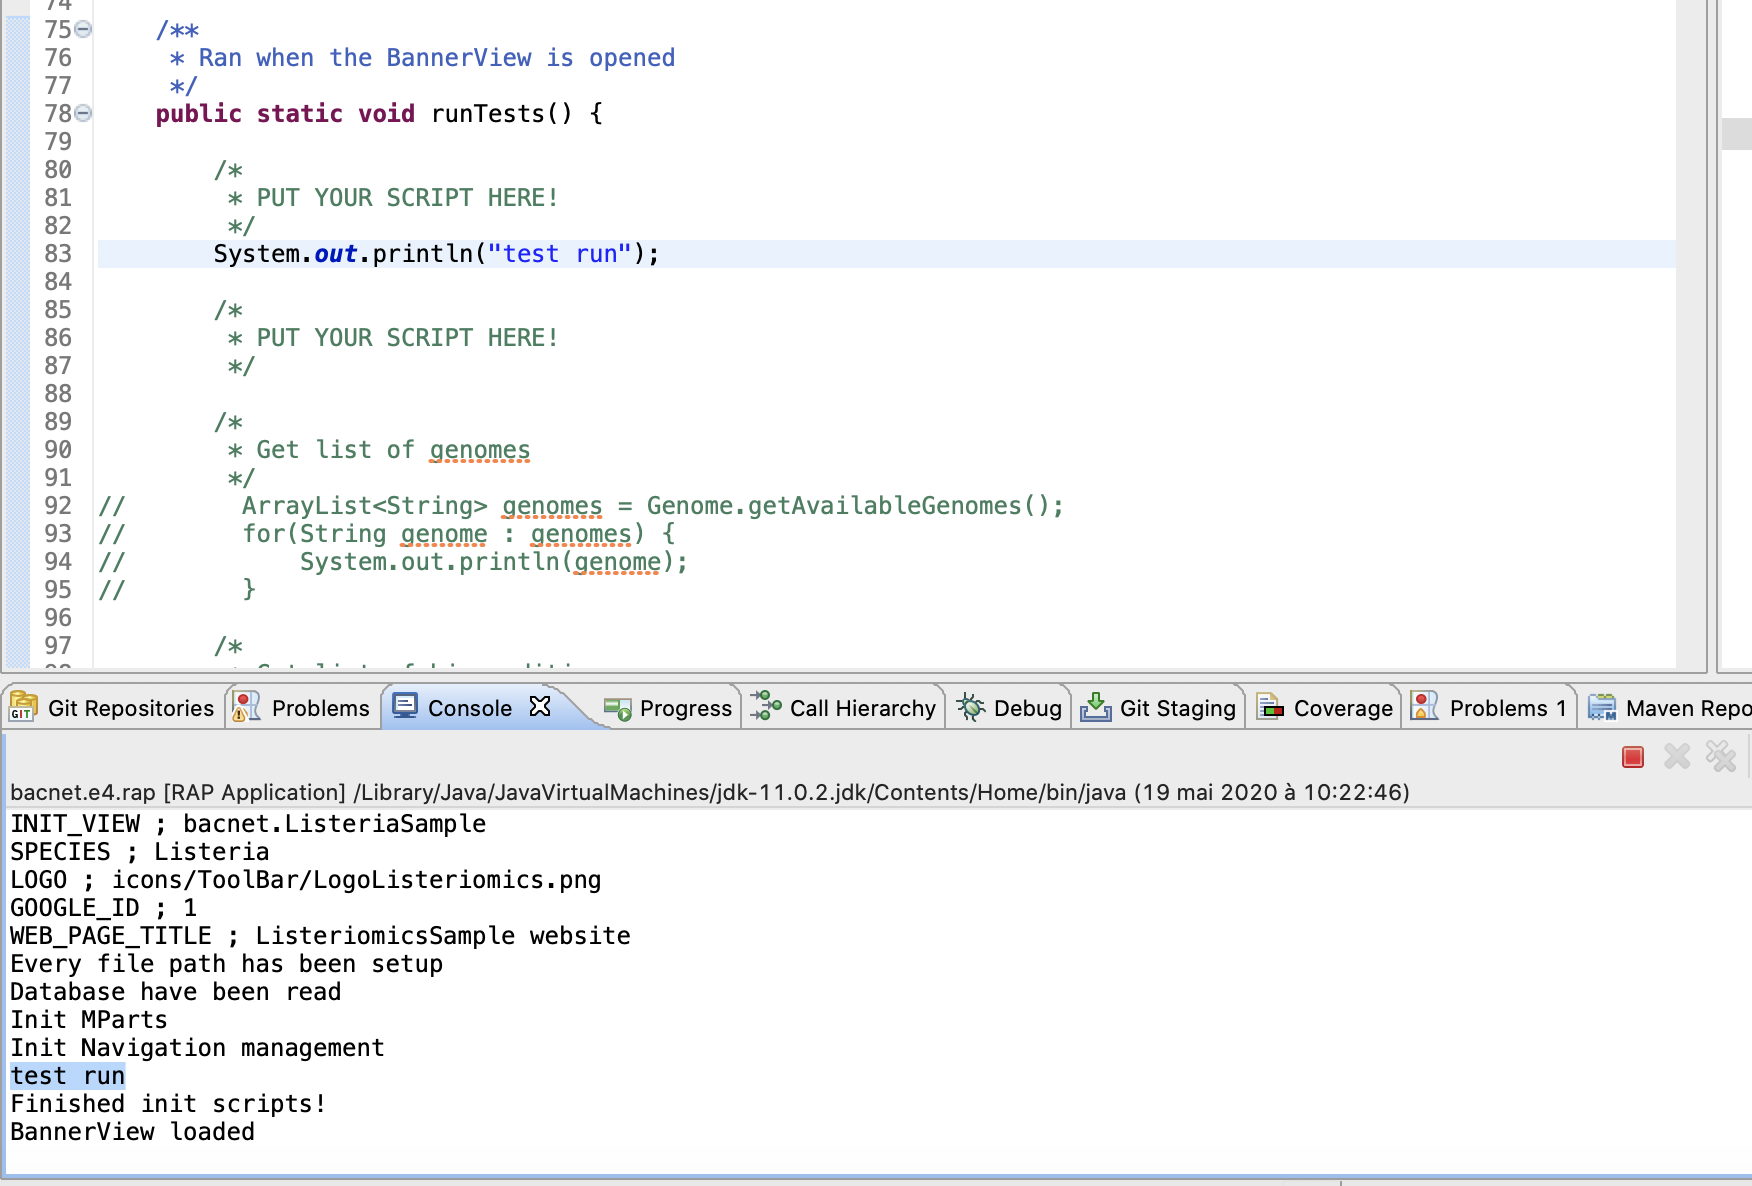 74
75 /**
76 * Ran when the BannerView is opened
77 */
78 public static void runTests() {
79
80 /*
81 * PUT YOUR SCRIPT HERE!
82 */
83 System.out.println("test run");
84
85 /*
86 * PUT YOUR SCRIPT HERE!
87 */
88
89 /*
90 * Get list of genomes
91 */
92 // ArrayList<String> genomes = Genome.getAvailableGenomes();
93 // for(String genome : genomes) {
94 // System.out.println(genome);
95 // }
96
97 /*
GIT Git Repositories Problems Console Progress Call Hierarchy Debug Git Staging Coverage Problems 1 Maven Repo
bacnet.e4.rap [RAP Application] /Library/Java/JavaVirtualMachines/jdk-11.0.2.jdk/Contents/Home/bin/java (19 mai 2020 à 10:22:46)
INIT_VIEW ; bacnet.ListeriaSample
SPECIES ; Listeria
LOGO ; icons/ToolBar/LogoListeriomics.png
GOOGLE_ID ; 1
WEB_PAGE_TITLE ; ListeriomicsSample website
Every file path has been setup
Database have been read
Init MParts
Init Navigation management
test run
Finished init scripts!
BannerView loaded